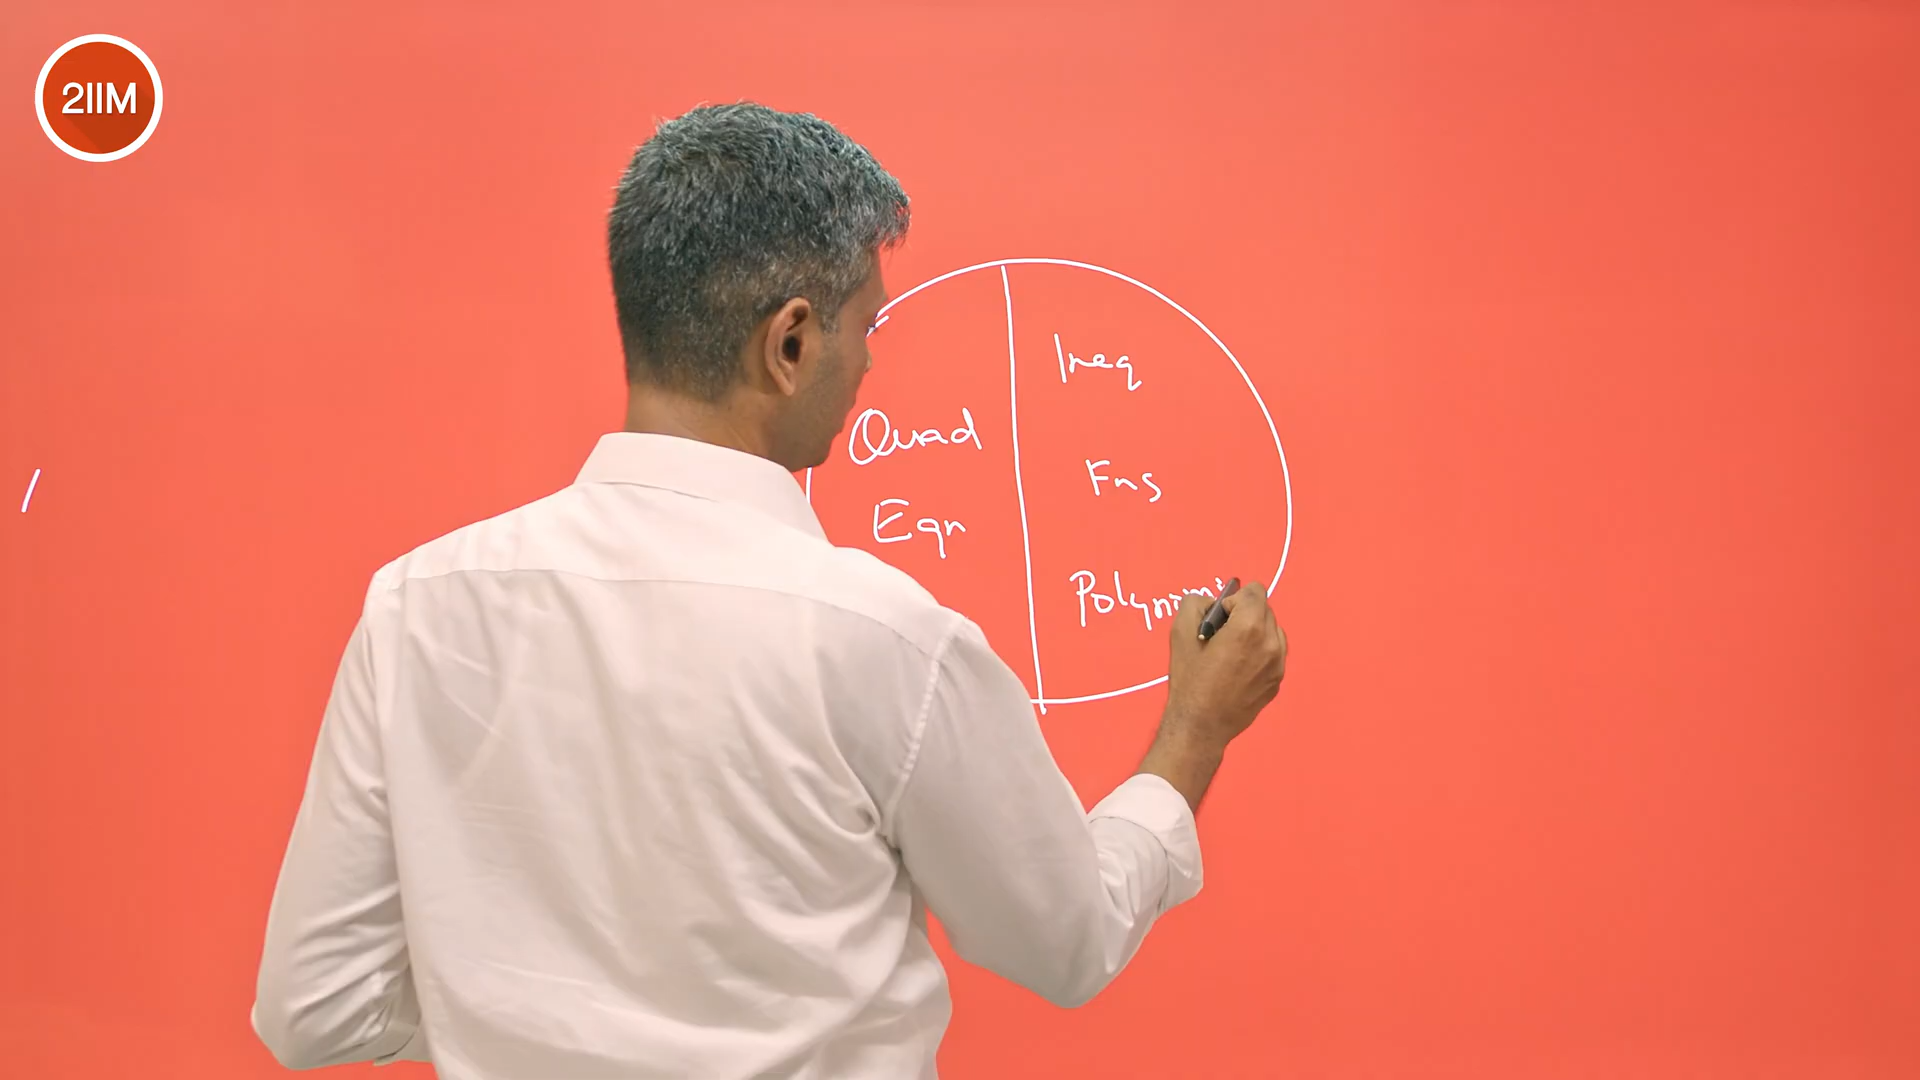 2IIM
Quad
Eqn
Ineq
Fns
Polynomi